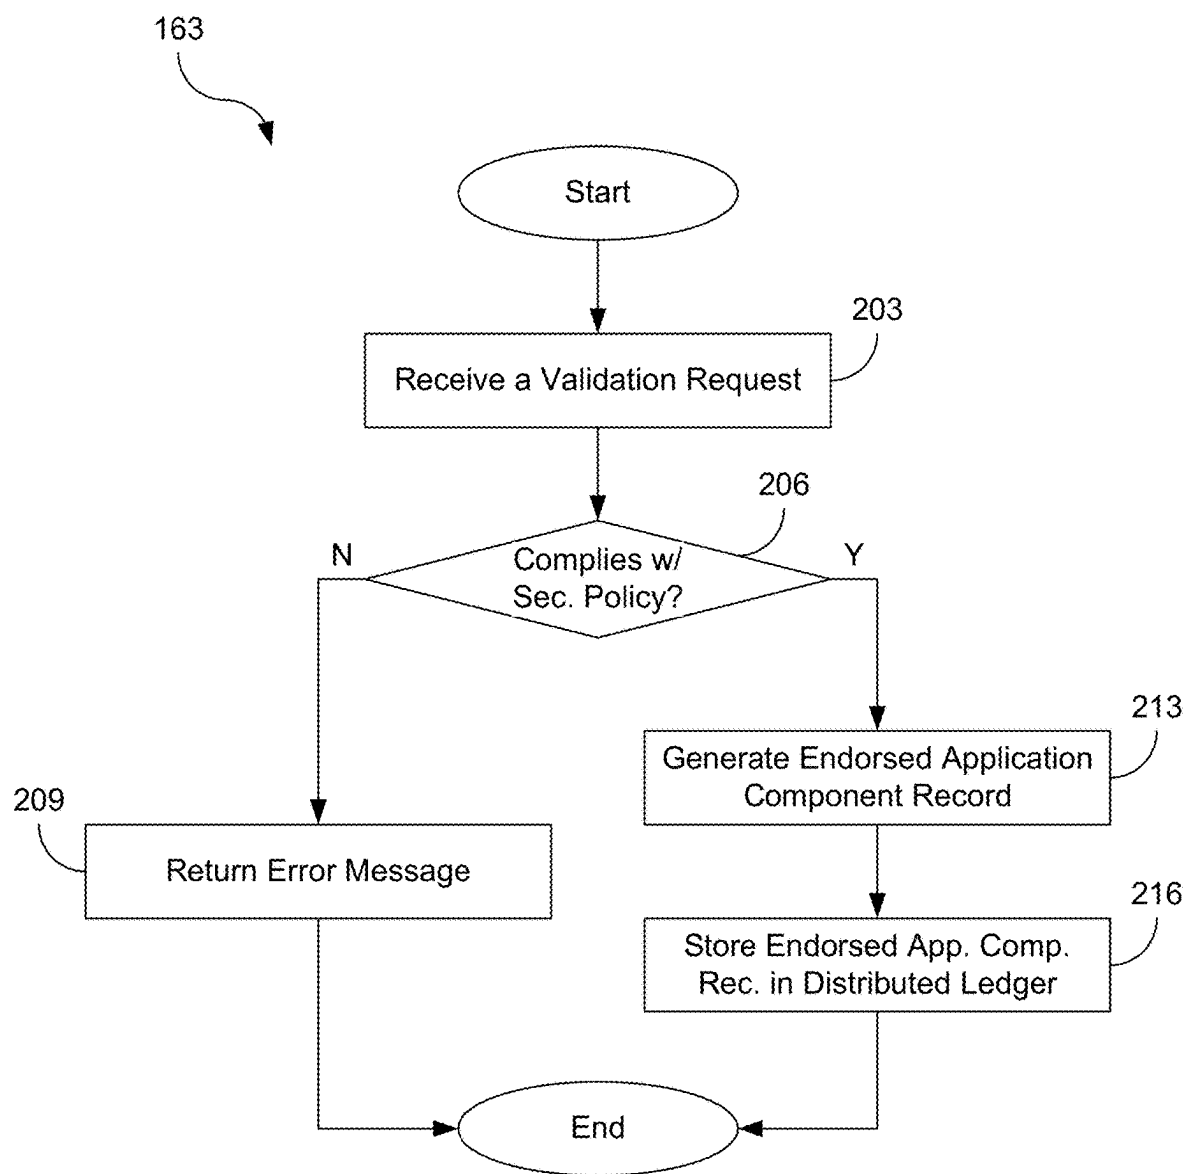 163
Start
203
Receive a Validation Request
206
N
Complies w/
Sec. Policy?
Y
213
Generate Endorsed Application
Component Record
209
Return Error Message
216
Store Endorsed App. Comp.
Rec. in Distributed Ledger
End